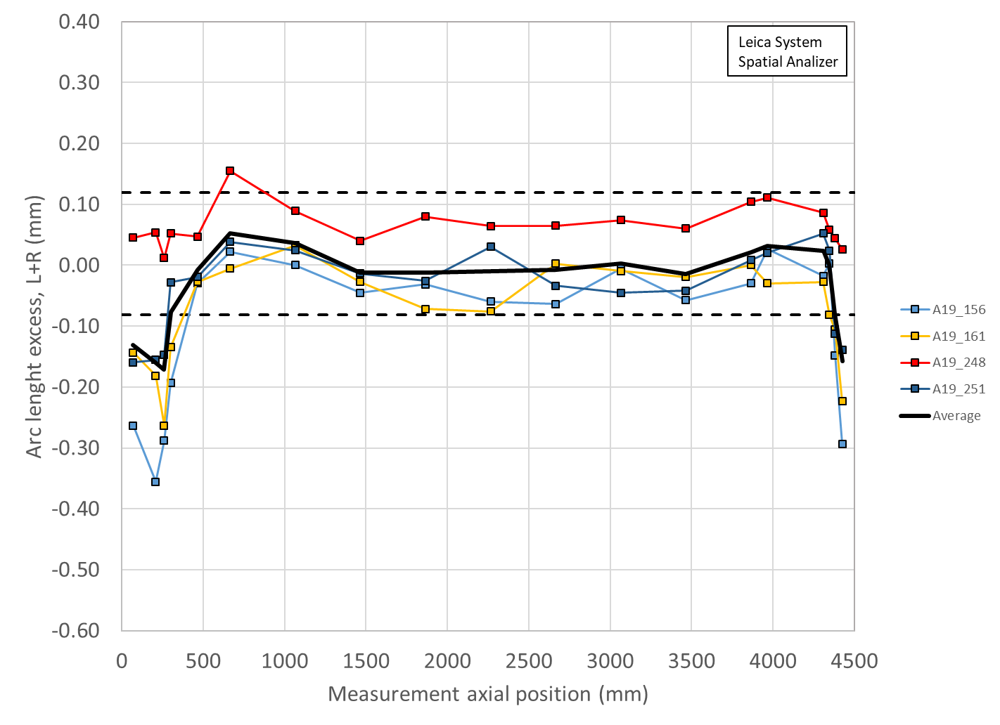 0.40
0.30
0.20
0.10
0.00
-0.10
-0.20
-0.30
-0.40
-0.50
-0.60
Arc lenght excess, L+R (mm)
Leica System
Spatial Analizer
0 500 1000 1500 2000 2500 3000 3500 4000 4500
Measurement axial position (mm)
A19_156
A19_161
A19_248
A19_251
Average